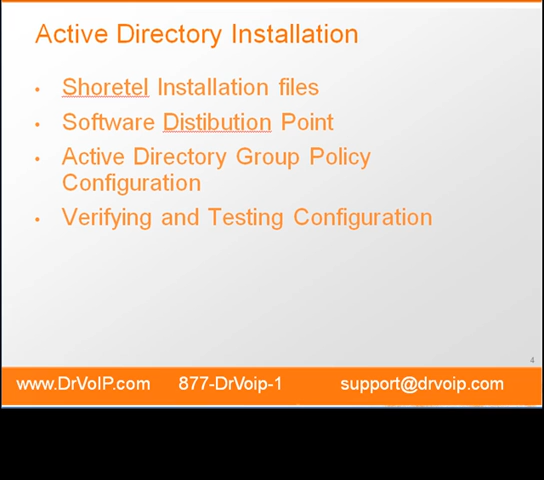 Active Directory Installation
• Shoretel Installation files
• Software Distibution Point
• Active Directory Group Policy
Configuration
• Verifying and Testing Configuration
4
www.DrVoIP.com 877-DrVoip-1 support@drvoip.com